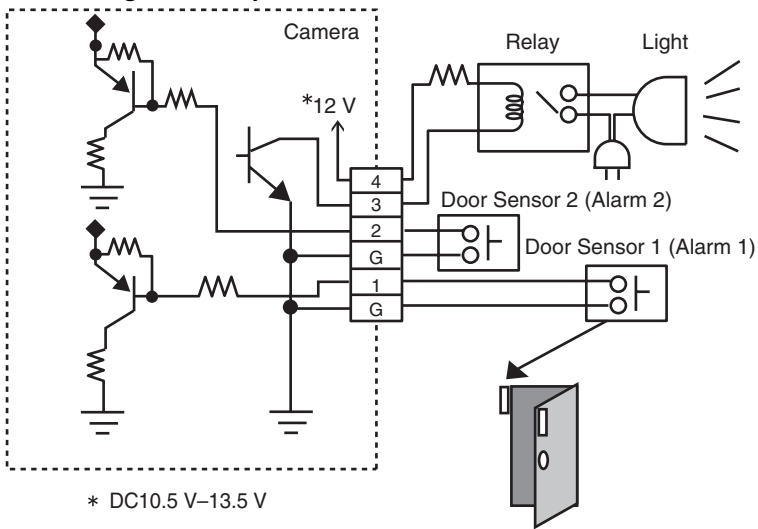 Camera
Relay
Light
*12 V
4
3
2
G
1
G
Door Sensor 2 (Alarm 2)
Door Sensor 1 (Alarm 1)
* DC10.5 V–13.5 V